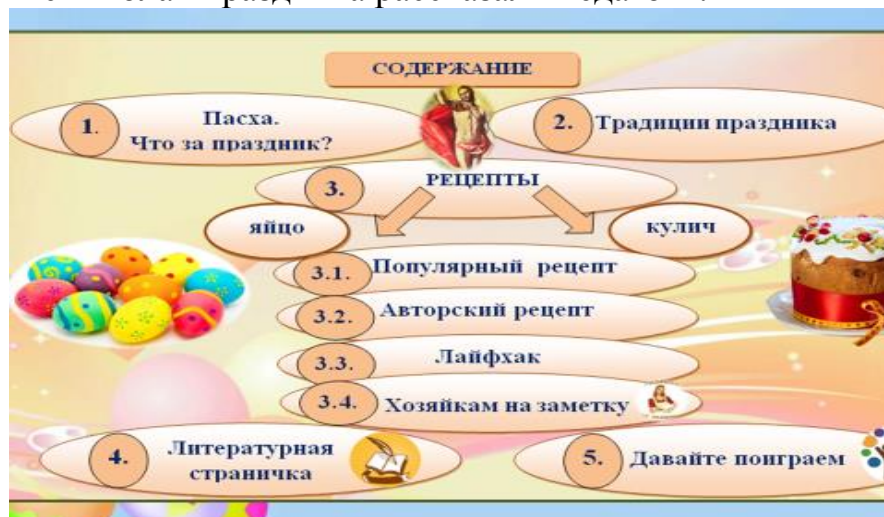 СОДЕРЖАНИЕ
1. Пасха.
Что за праздник?
2. Традиции праздника
3. РЕЦЕПТЫ
яйцо
кулич
3.1. Популярный рецепт
3.2. Авторский рецепт
3.3. Лайфхак
3.4. Хозяйкам на заметку
4. Литературная
страничка
5. Давайте поиграем